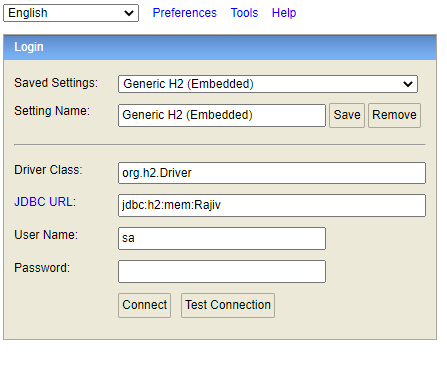 English Preferences Tools Help
Login
Saved Settings: Generic H2 (Embedded)
Setting Name: Generic H2 (Embedded) Save Remove
Driver Class: org.h2.Driver
JDBC URL: jdbc:h2:mem:Rajiv
User Name: sa
Password:
Connect Test Connection